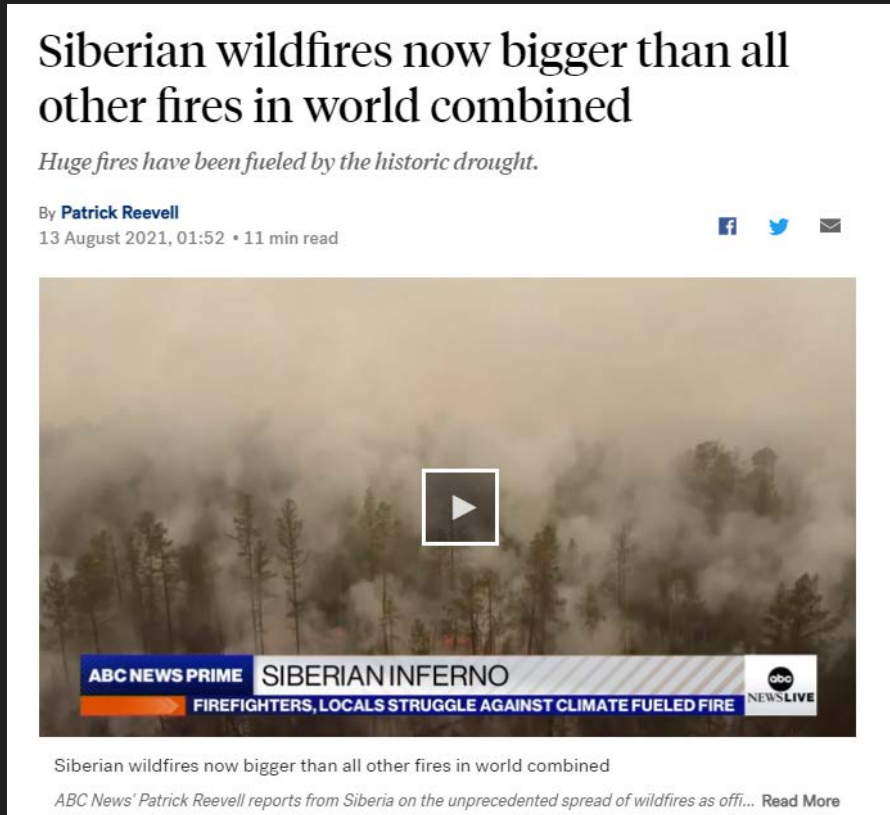 Siberian wildfires now bigger than all
other fires in world combined
Huge fires have been fueled by the historic drought.
By Patrick Reevell
13 August 2021, 01:52 • 11 min read
ABC NEWS PRIME
SIBERIAN INFERNO
FIREFIGHTERS, LOCALS STRUGGLE AGAINST CLIMATE FUELED FIRE
abc
NEWSLIVE
Siberian wildfires now bigger than all other fires in world combined
ABC News' Patrick Reevell reports from Siberia on the unprecedented spread of wildfires as offi... Read More